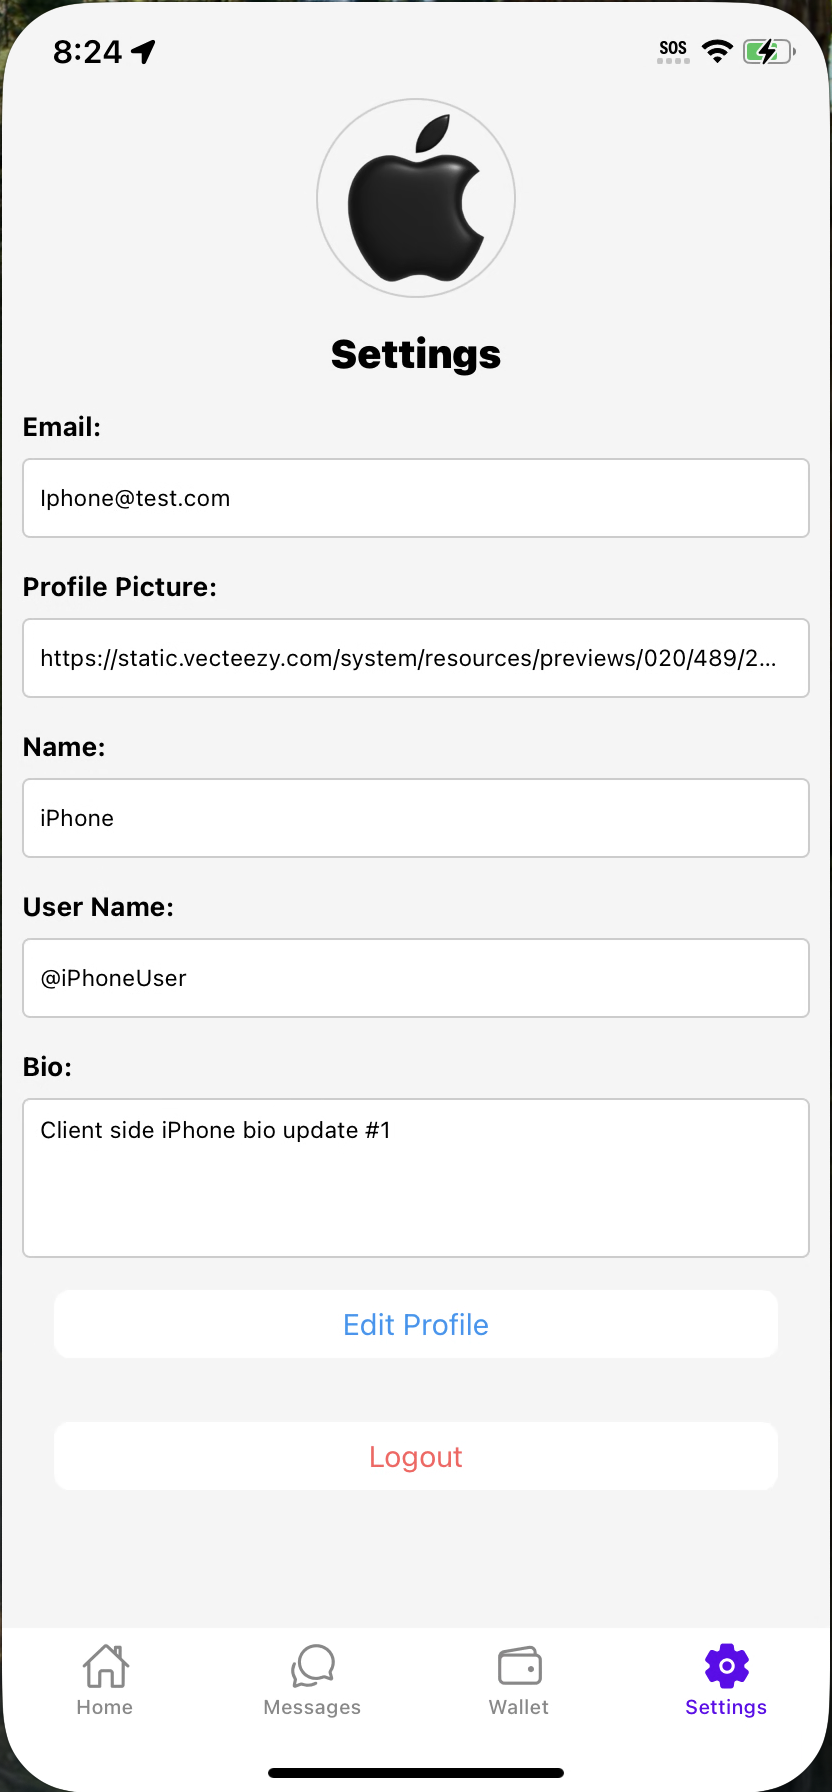 8:24 SOS
Settings
Email:
Iphone@test.com
Profile Picture:
https://static.vecteezy.com/system/resources/previews/020/489/2...
Name:
iPhone
User Name:
@iPhoneUser
Bio:
Client side iPhone bio update #1
Edit Profile
Logout
Home Messages Wallet Settings